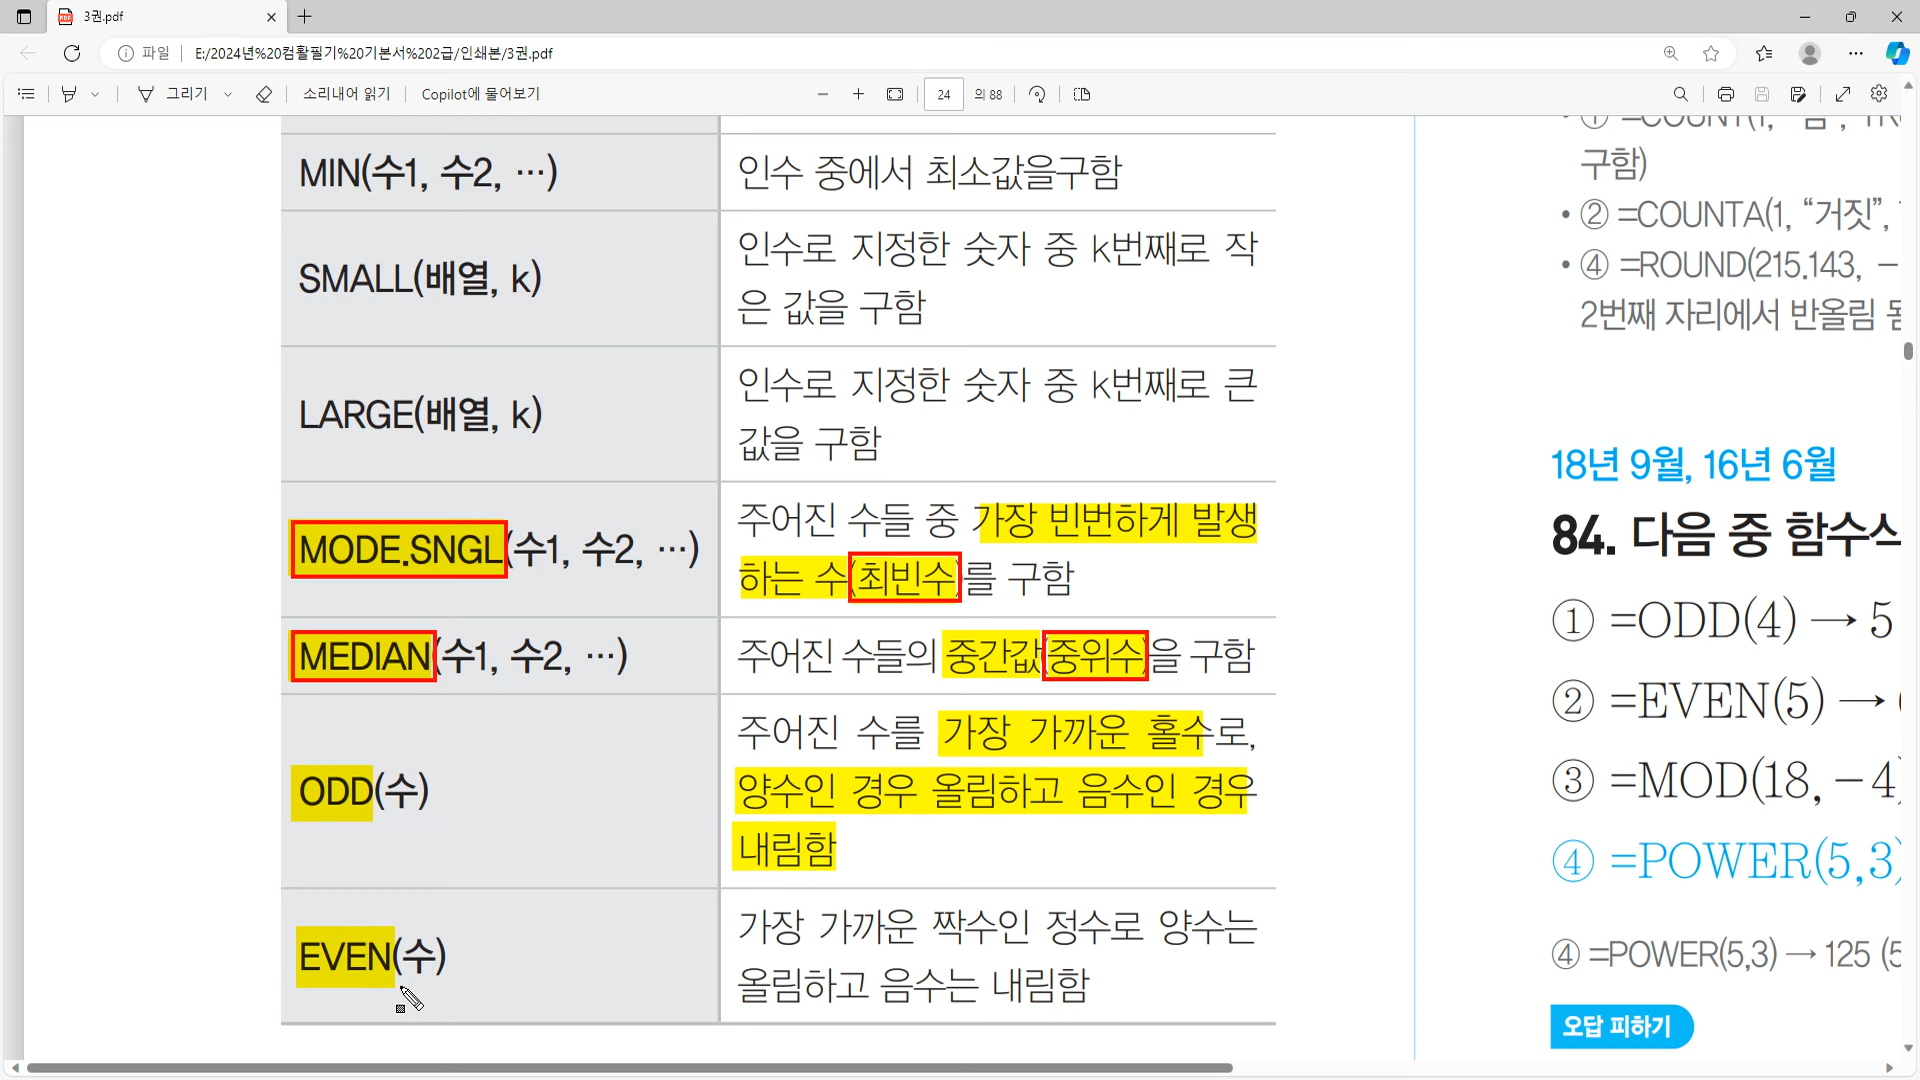 3권.pdf
파일
E:/2024년%20컴활필기%20기본서%202급/인쇄본/3권.pdf
그리기
소리내어 읽기
Copilot에 물어보기
24
의 88
MIN(수1, 수2, ⋯)
인수 중에서 최소값을구함
SMALL(배열, k)
인수로 지정한 숫자 중 k번째로 작
은 값을 구함
LARGE(배열, k)
인수로 지정한 숫자 중 k번째로 큰
값을 구함
MODE.SNGL(수1, 수2, ⋯)
주어진 수들 중 가장 빈번하게 발생
하는 수(최빈수)를 구함
MEDIAN(수1, 수2, ⋯)
주어진 수들의 중간값(중위수)을 구함
ODD(수)
주어진 수를 가장 가까운 홀수로,
양수인 경우 올림하고 음수인 경우
내림함
EVEN(수)
가장 가까운 짝수인 정수로 양수는
올림하고 음수는 내림함
구함)
• ② =COUNTA(1, “거짓”,
• ④ =ROUND(215.143, −
2번째 자리에서 반올림
18년 9월, 16년 6월
84. 다음 중 함수
① =ODD(4) → 5
② =EVEN(5) →
③ =MOD(18, −4)
④ =POWER(5,3)
④ =POWER(5,3) → 125 (5
오답 피하기